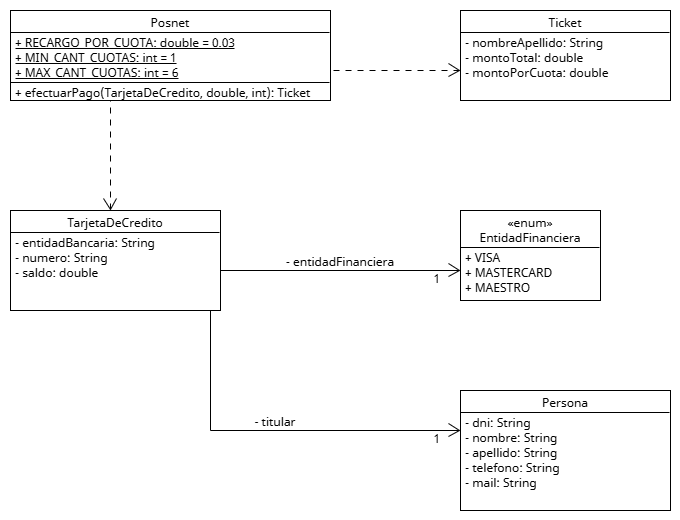 Posnet
+ RECARGO_POR_CUOTA: double = 0.03
+ MIN_CANT_CUOTAS: int = 1
+ MAX_CANT_CUOTAS: int = 6
+ efectuarPago(TarjetaDeCredito, double, int): Ticket
Ticket
- nombreApellido: String
- montoTotal: double
- montoPorCuota: double
TarjetaDeCredito
- entidadBancaria: String
- numero: String
- saldo: double
- entidadFinanciera
1
«enum»
EntidadFinanciera
+ VISA
+ MASTERCARD
+ MAESTRO
- titular
1
Persona
- dni: String
- nombre: String
- apellido: String
- telefono: String
- mail: String